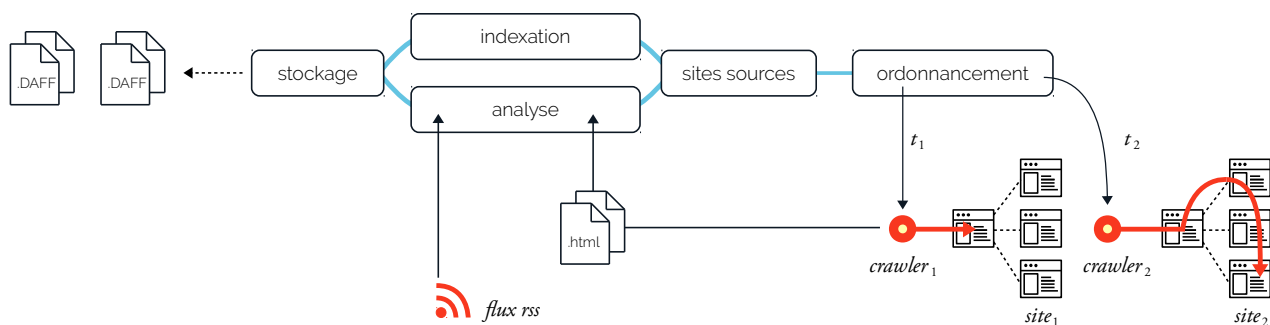 indexation
stockage
sites sources
ordonnancement
.DAFF
.DAFF
analyse
t1
t2
.html
crawler1
crawler2
flux rss
site1
site2